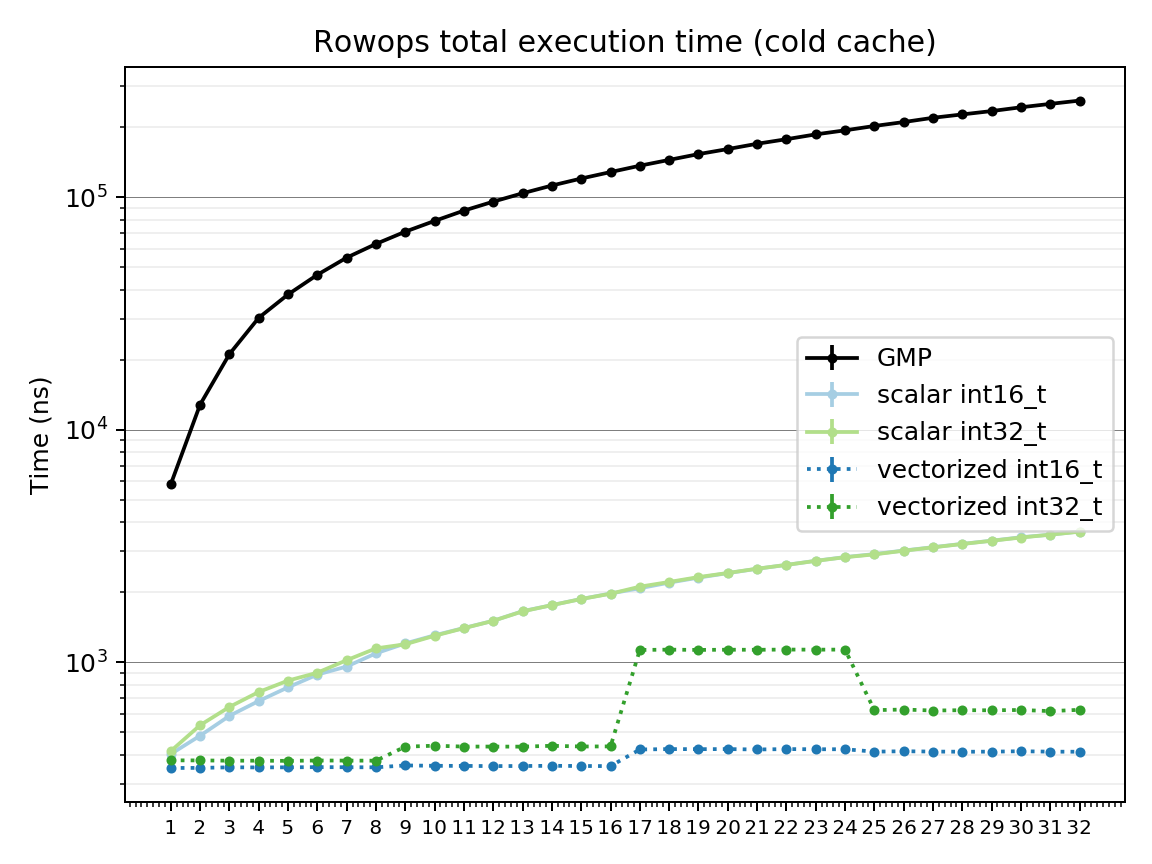 Rowops total execution time (cold cache)
Time (ns)
10^5
10^4
10^3
GMP
scalar int16_t
scalar int32_t
vectorized int16_t
vectorized int32_t
1 2 3 4 5 6 7 8 9 10 11 12 13 14 15 16 17 18 19 20 21 22 23 24 25 26 27 28 29 30 31 32